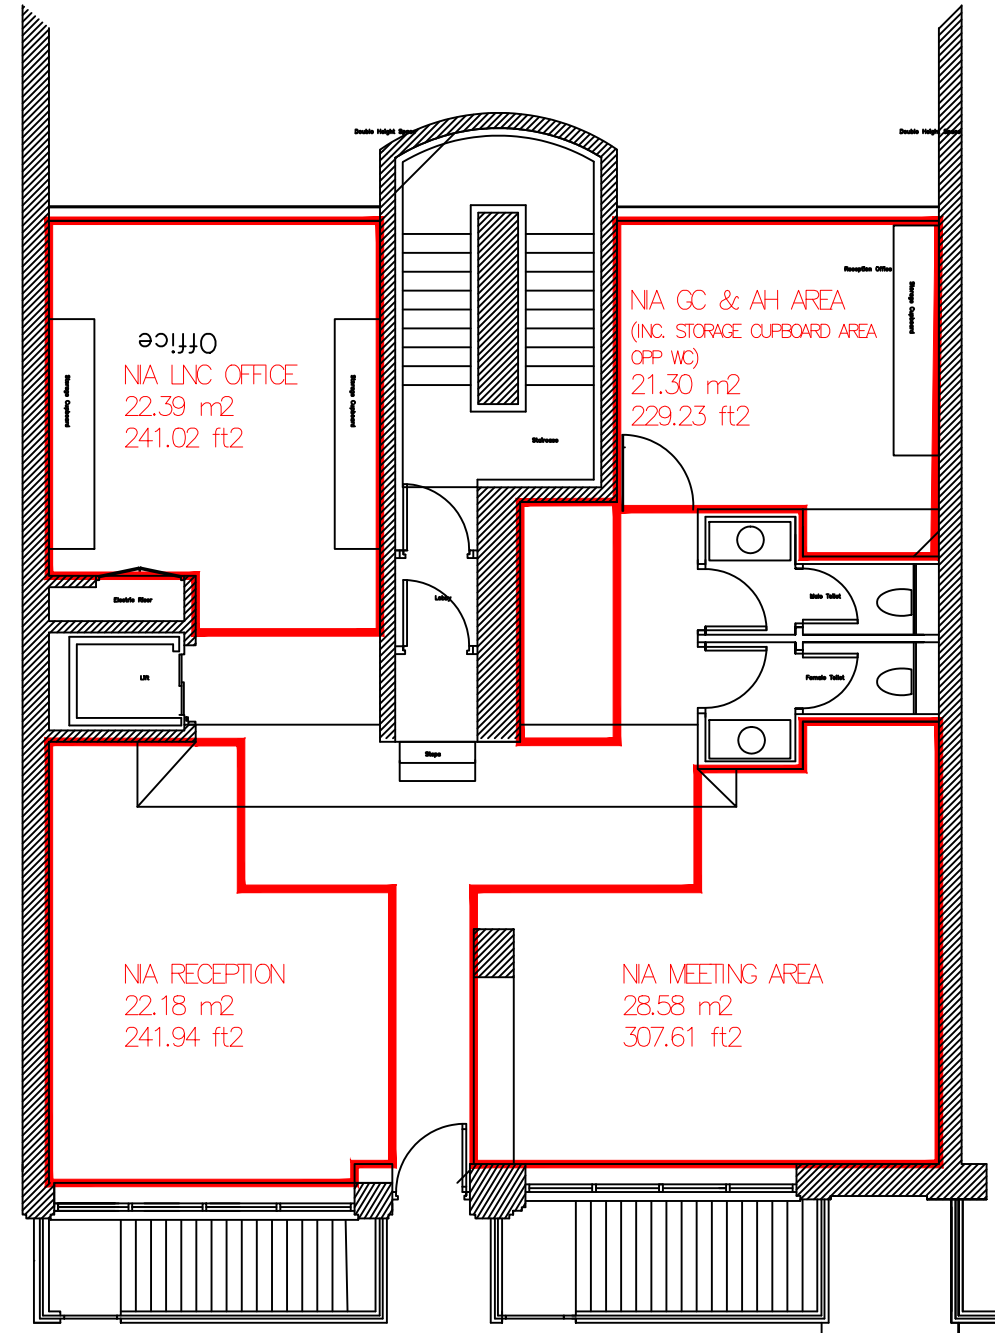 Double Height Space
Double Height Space
Reception Office
Storage Cupboard
NIA GC & AH AREA
(INC. STORAGE CUPBOARD AREA
OPP WC)
21.30 m2
229.23 ft2
Office
NIA LNC OFFICE
22.39 m2
241.02 ft2
Storage Cupboard
Storage Cupboard
Staircase
Electric Riser
Lobby
Male Toilet
Lift
Female Toilet
Steps
NIA RECEPTION
22.18 m2
241.94 ft2
NIA MEETING AREA
28.58 m2
307.61 ft2